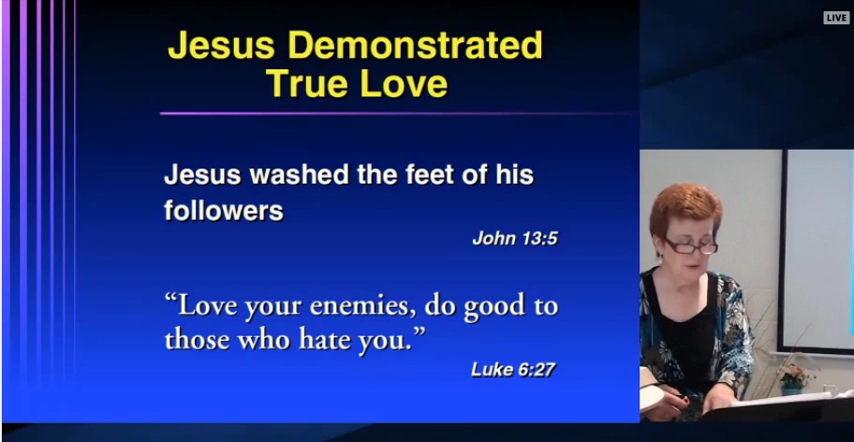 LIVE
Jesus Demonstrated
True Love
Jesus washed the feet of his
followers
John 13:5
“Love your enemies, do good to
those who hate you.”
Luke 6:27